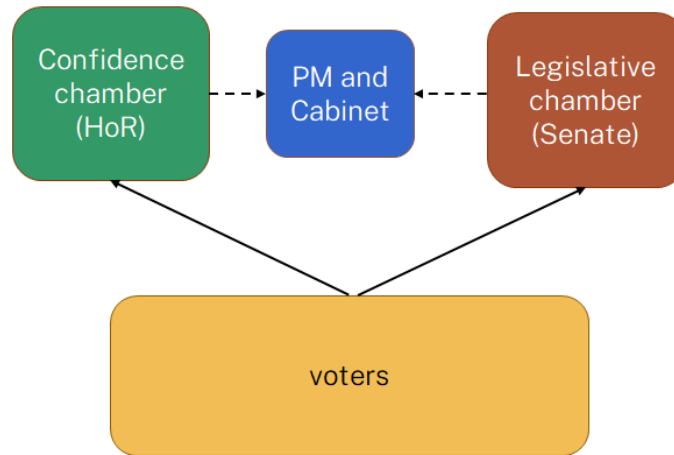 Confidence
chamber
(HoR)
PM and
Cabinet
Legislative
chamber
(Senate)
voters